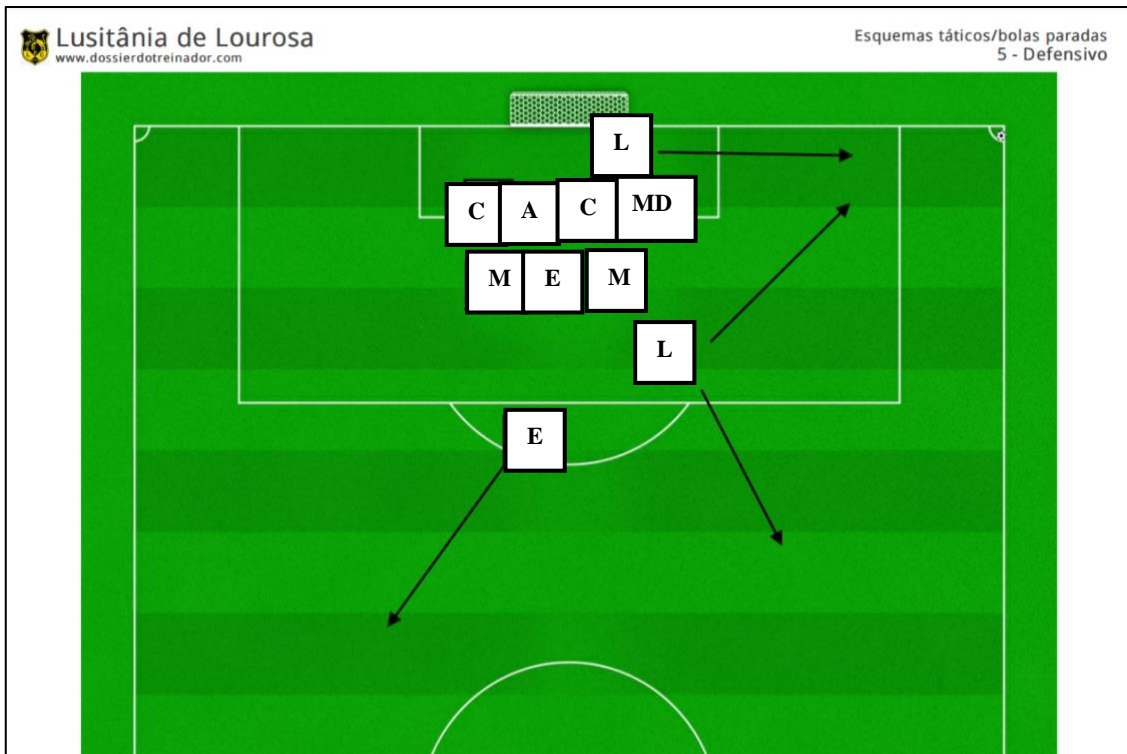 Lusitânia de Lourosa
www.dossierdotreinador.com
Esquemas táticos/bolas paradas
5 - Defensivo
L
C A C MD
M E M
L
E